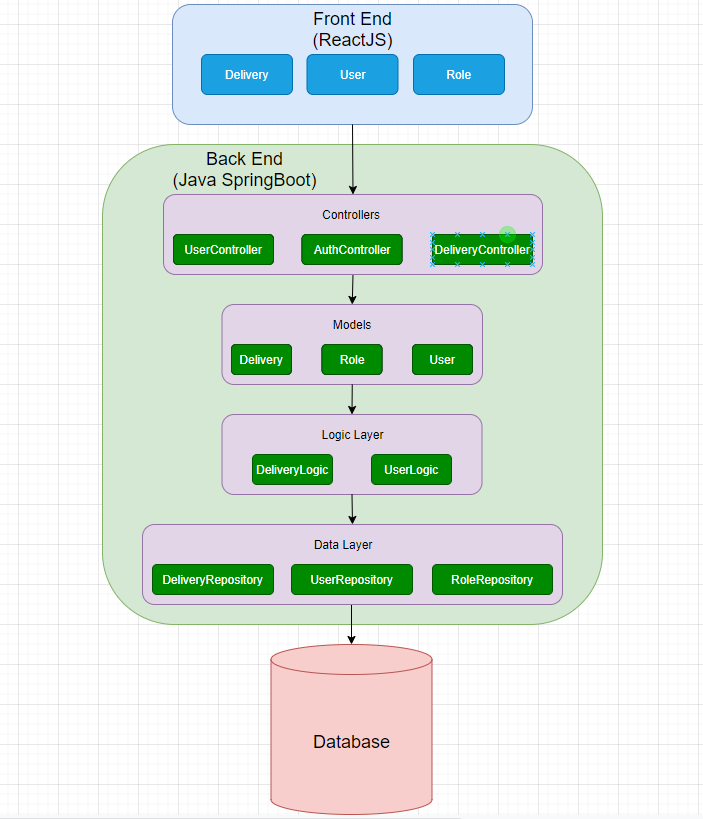 Front End
(ReactJS)
Delivery
User
Role
Back End
(Java SpringBoot)
Controllers
UserController
AuthController
DeliveryController
Models
Delivery
Role
User
Logic Layer
DeliveryLogic
UserLogic
Data Layer
DeliveryRepository
UserRepository
RoleRepository
Database